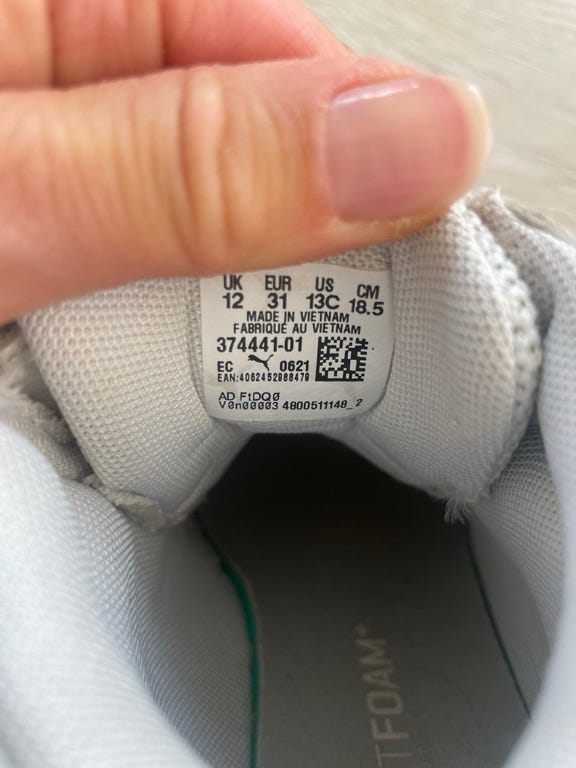 UK EUR US CM
12 31 13C 18.5
MADE IN VIETNAM
FABRIQUÉ AU VIETNAM
374441-01
EC 0621
EAN:4062452988479
AD FtDQ0
V0n00003 4800511148_2
TFOAM+